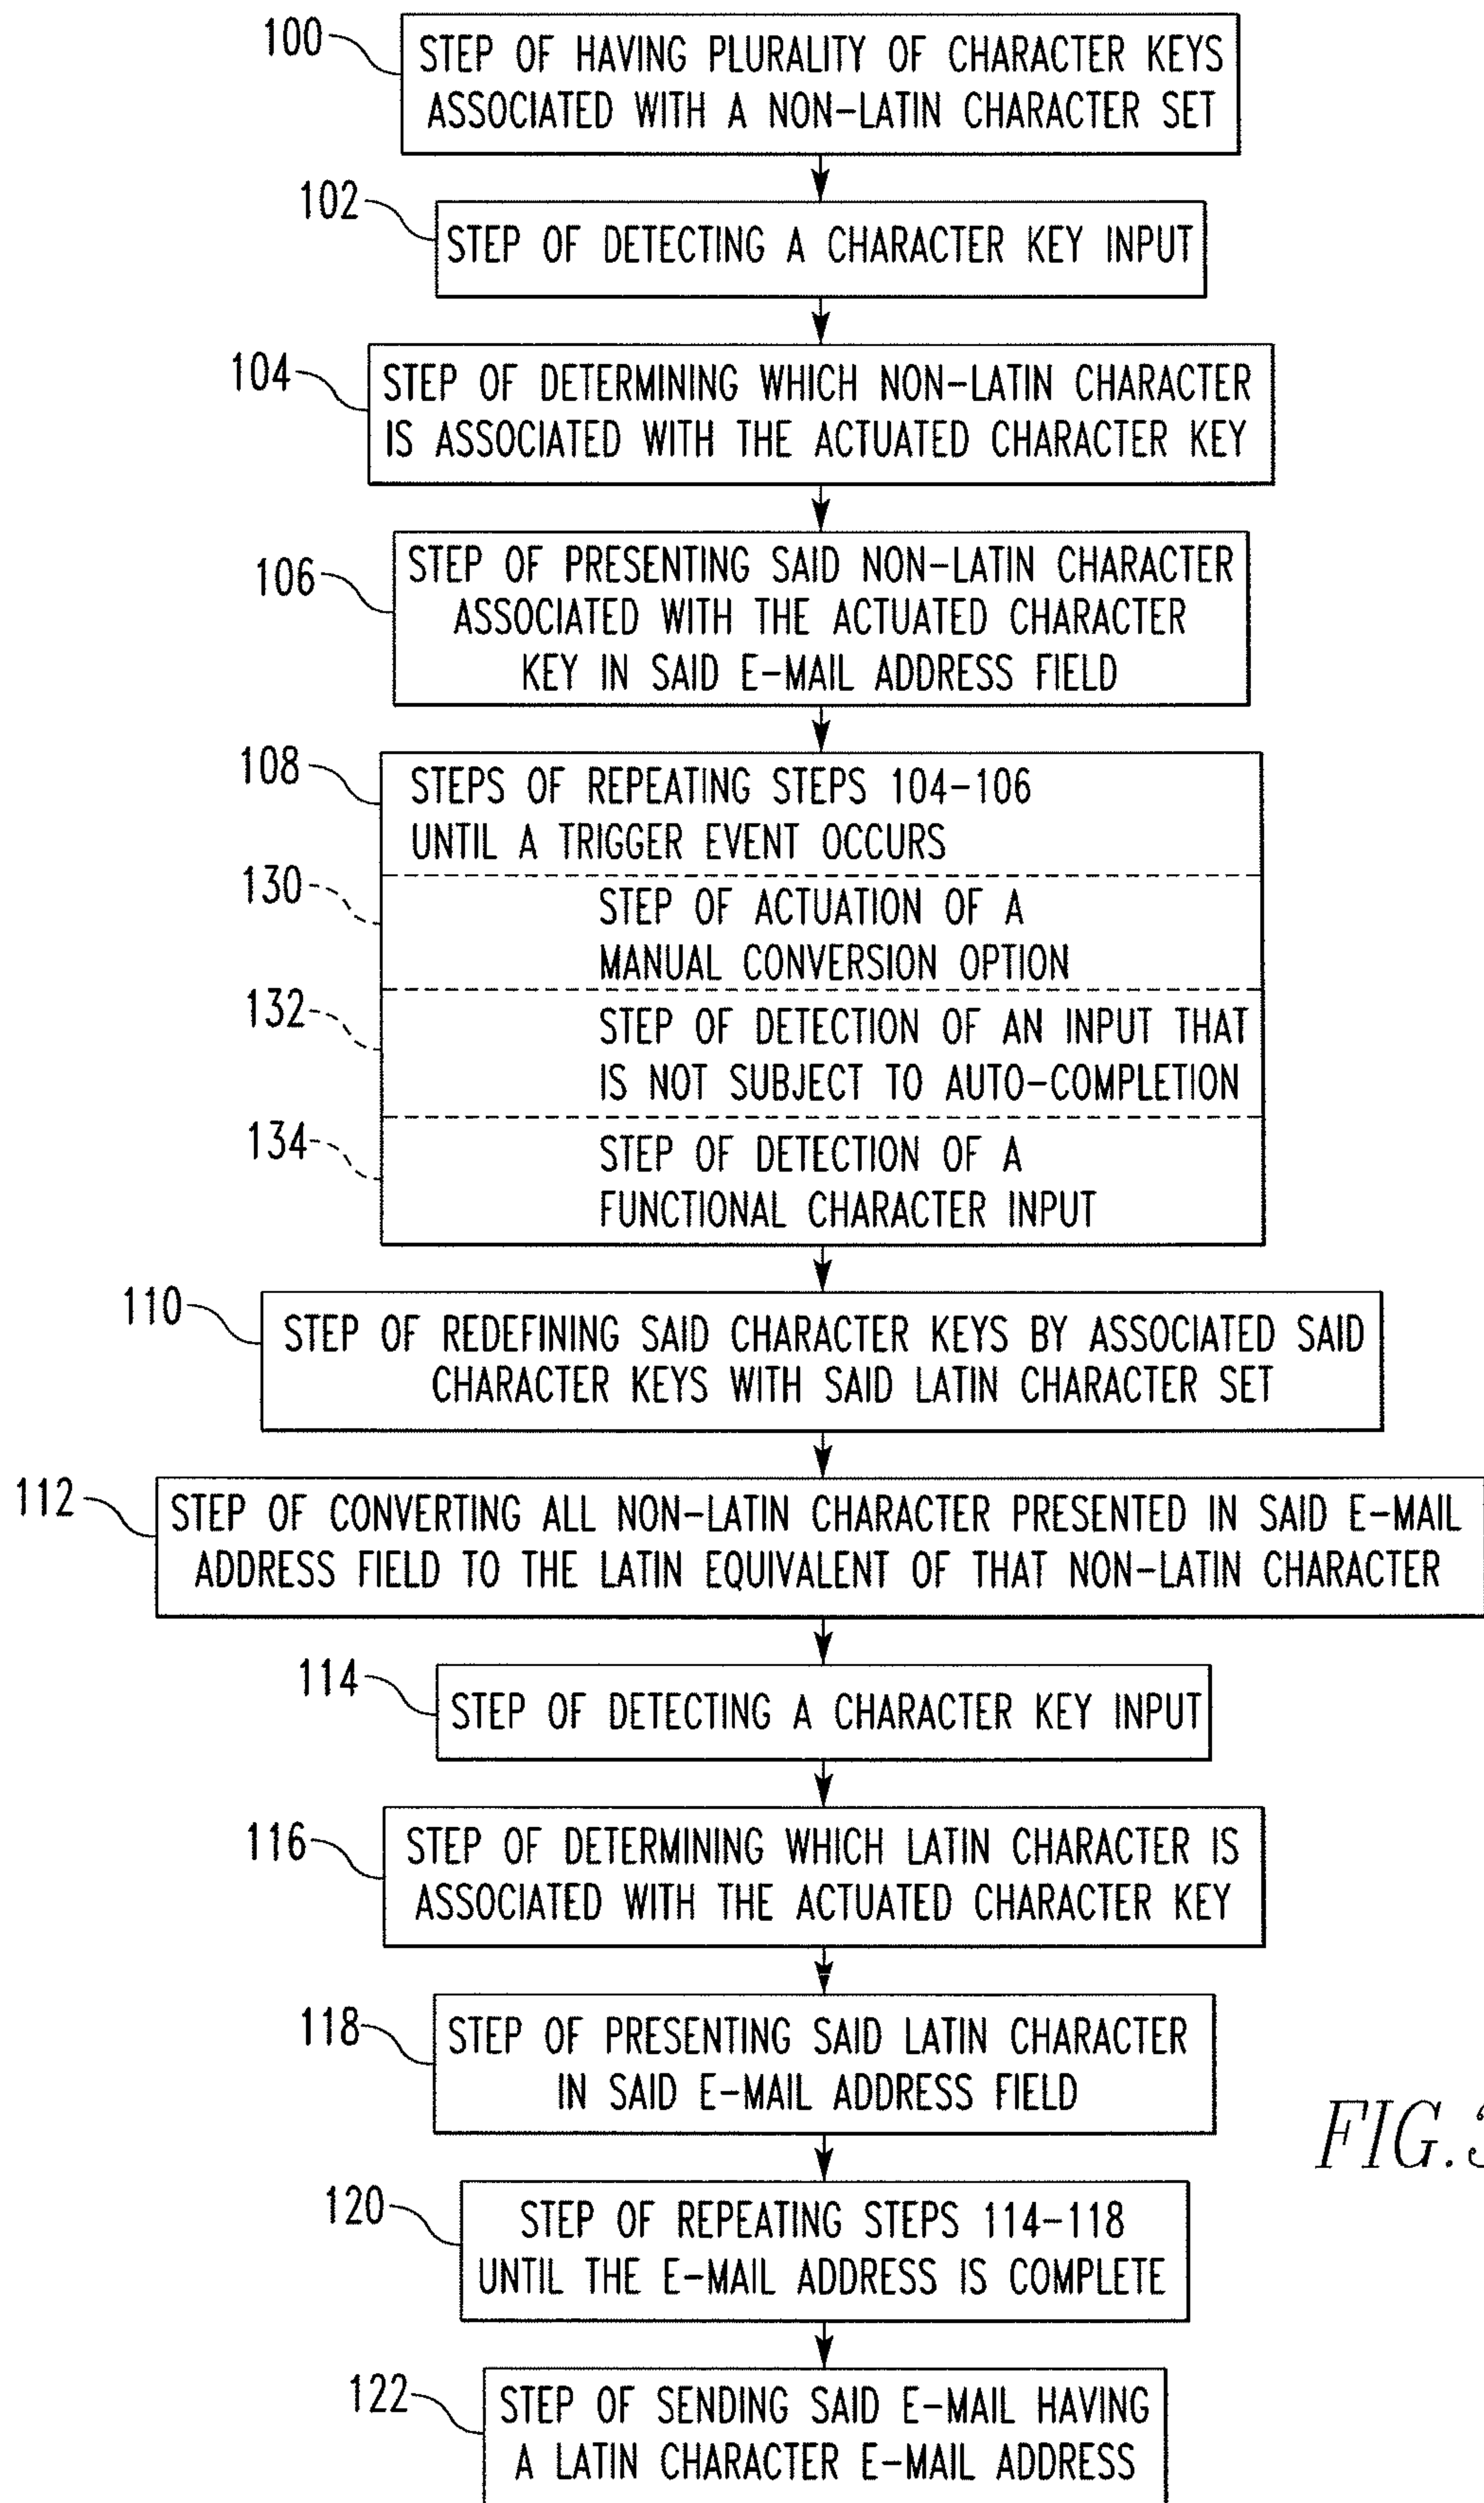 100
STEP OF HAVING PLURALITY OF CHARACTER KEYS
ASSOCIATED WITH A NON-LATIN CHARACTER SET
102
STEP OF DETECTING A CHARACTER KEY INPUT
104
STEP OF DETERMINING WHICH NON-LATIN CHARACTER
IS ASSOCIATED WITH THE ACTUATED CHARACTER KEY
106
STEP OF PRESENTING SAID NON-LATIN CHARACTER
ASSOCIATED WITH THE ACTUATED CHARACTER
KEY IN SAID E-MAIL ADDRESS FIELD
108
STEPS OF REPEATING STEPS 104-106
UNTIL A TRIGGER EVENT OCCURS
130
STEP OF ACTUATION OF A
MANUAL CONVERSION OPTION
132
STEP OF DETECTION OF AN INPUT THAT
IS NOT SUBJECT TO AUTO-COMPLETION
134
STEP OF DETECTION OF A
FUNCTIONAL CHARACTER INPUT
110
STEP OF REDEFINING SAID CHARACTER KEYS BY ASSOCIATED SAID
CHARACTER KEYS WITH SAID LATIN CHARACTER SET
112
STEP OF CONVERTING ALL NON-LATIN CHARACTER PRESENTED IN SAID E-MAIL
ADDRESS FIELD TO THE LATIN EQUIVALENT OF THAT NON-LATIN CHARACTER
114
STEP OF DETECTING A CHARACTER KEY INPUT
116
STEP OF DETERMINING WHICH LATIN CHARACTER IS
ASSOCIATED WITH THE ACTUATED CHARACTER KEY
118
STEP OF PRESENTING SAID LATIN CHARACTER
IN SAID E-MAIL ADDRESS FIELD
FIG.
120
STEP OF REPEATING STEPS 114-118
UNTIL THE E-MAIL ADDRESS IS COMPLETE
122
STEP OF SENDING SAID E-MAIL HAVING
A LATIN CHARACTER E-MAIL ADDRESS